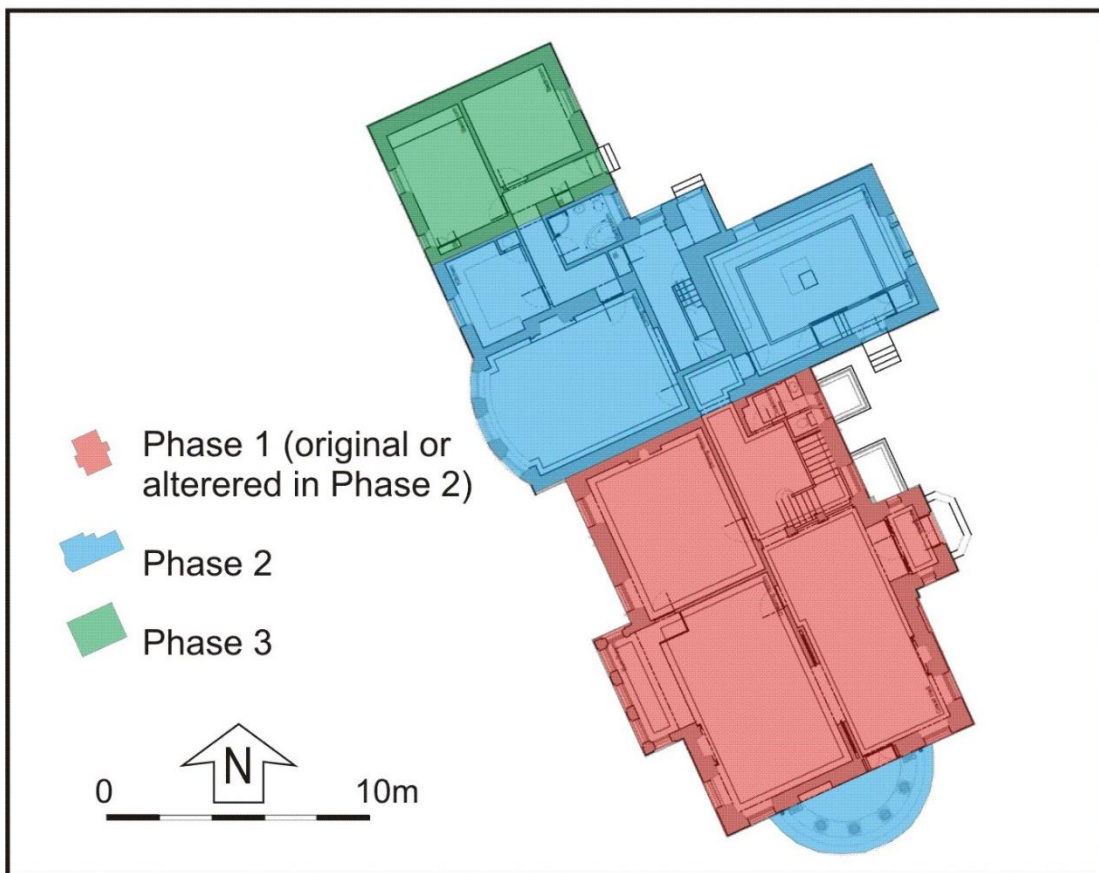 Phase 1 (original or
alterered in Phase 2)
Phase 2
Phase 3
N
0 10m